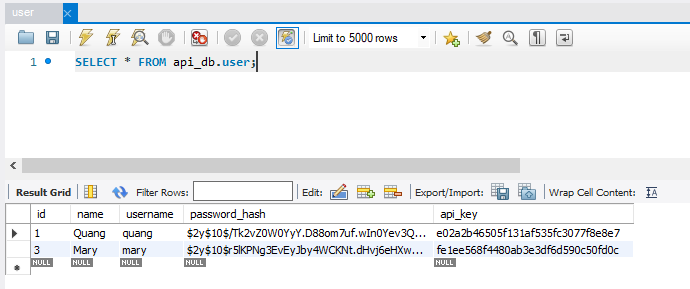 user
Limit to 5000 rows
1 SELECT * FROM api_db.user;
Result Grid Filter Rows: Edit: Export/Import: Wrap Cell Content:
id name username password_hash api_key
1 Quang quang $2y$10$/Tk2vZ0W0YyY.D88om7uf.wIn0Yev3Q... e02a2b46505f131af535fc3077f8e8e7
3 Mary mary $2y$10$r5lKPNg3EvEyJby4WCKNt.dHvj6eHXw... fe1ee568f4480ab3e3df6d590c50fd0c
NULL NULL NULL NULL NULL